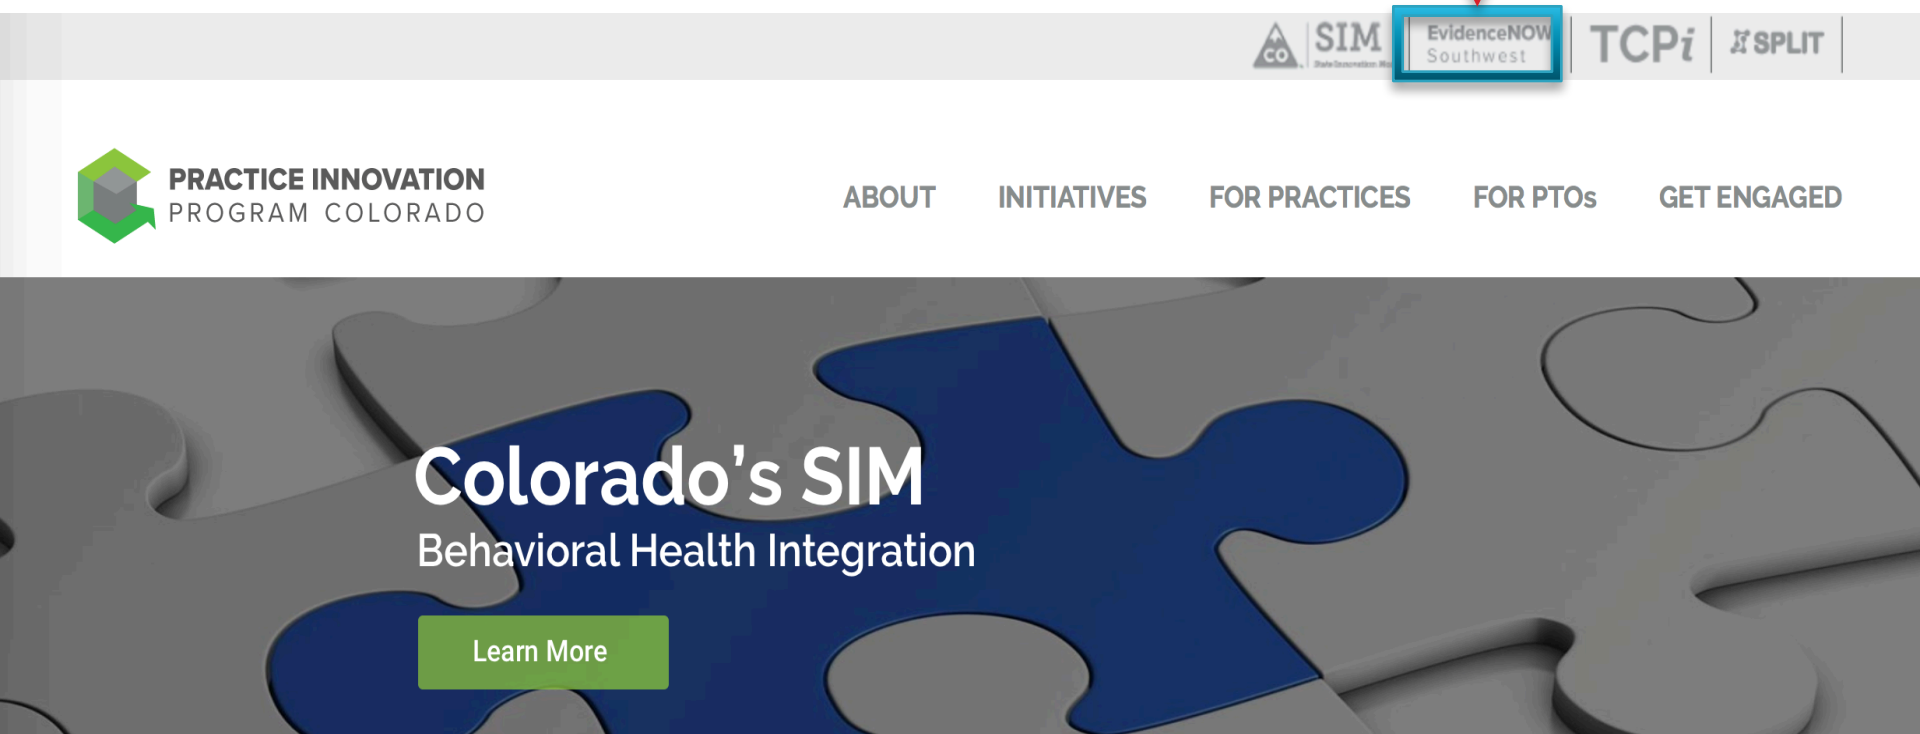 CO
SIM
EvidenceNOW
Southwest
TCPi
SPLIT
PRACTICE INNOVATION
PROGRAM COLORADO
ABOUT INITIATIVES FOR PRACTICES FOR PTOs GET ENGAGED
Colorado's SIM
Behavioral Health Integration
Learn More